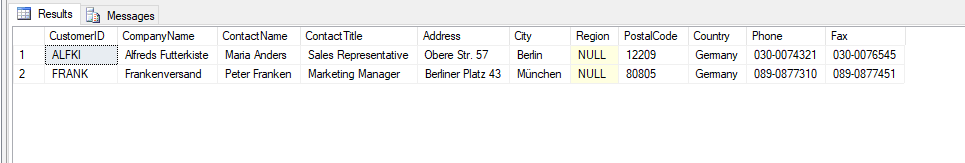 Results Messages
CustomerID CompanyName ContactName ContactTitle Address City Region PostalCode Country Phone Fax
1 ALFKI Alfreds Futterkiste Maria Anders Sales Representative Obere Str. 57 Berlin NULL 12209 Germany 030-0074321 030-0076545
2 FRANK Frankenversand Peter Franken Marketing Manager Berliner Platz 43 München NULL 80805 Germany 089-0877310 089-0877451